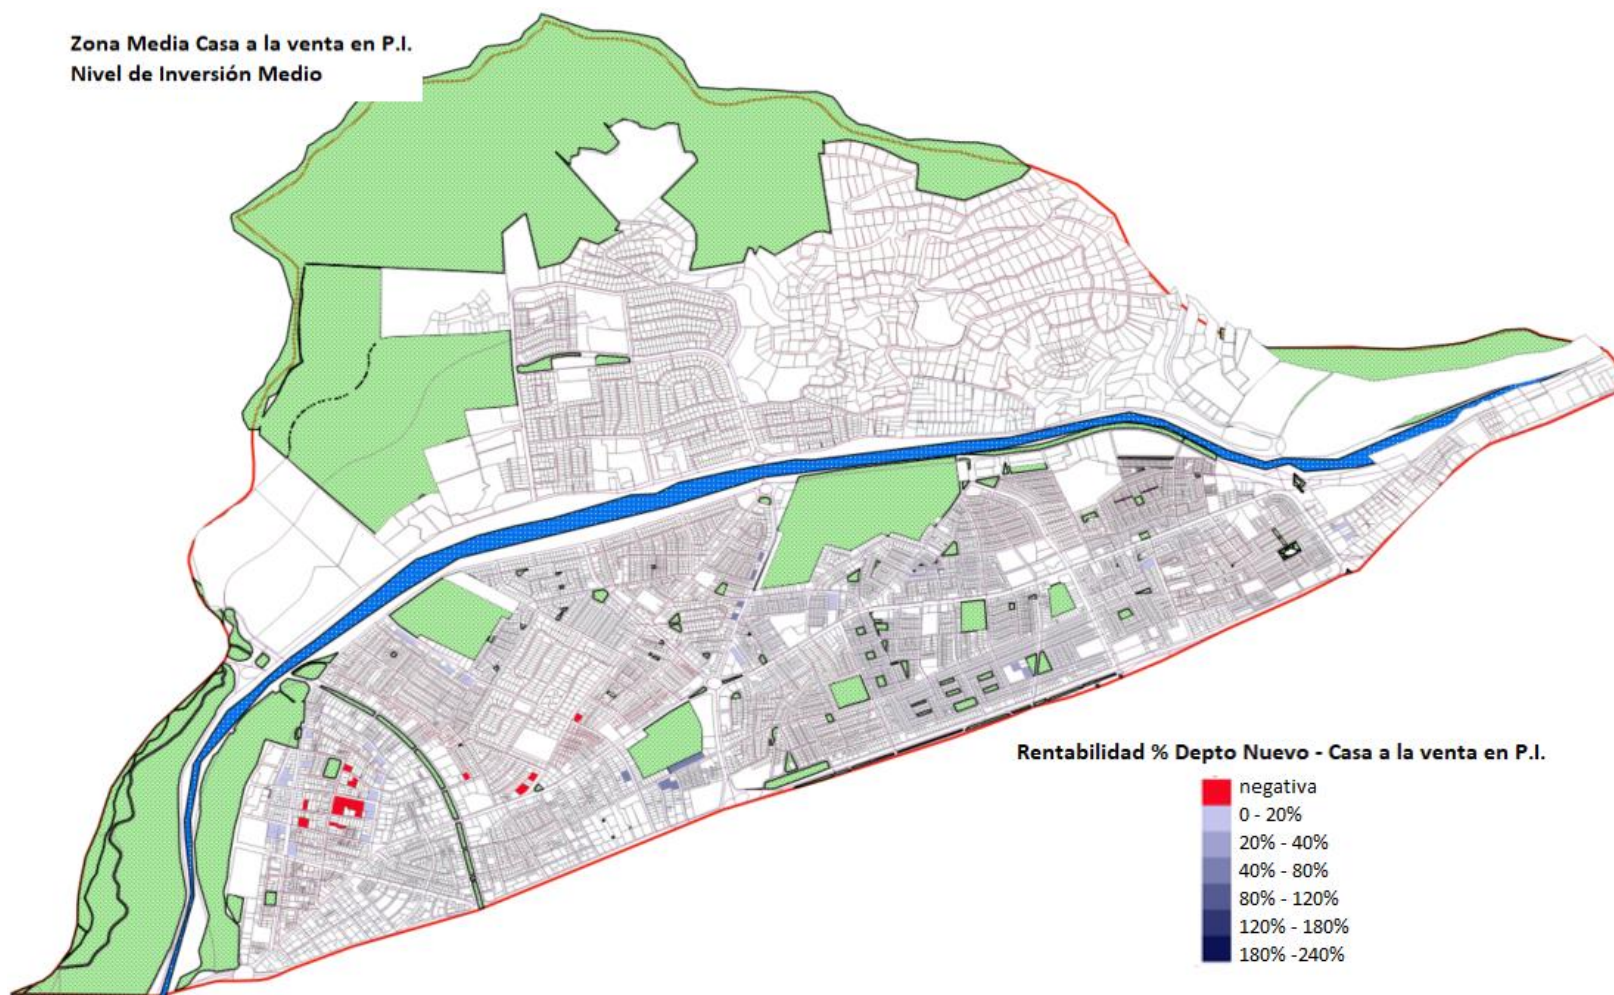 Zona Media Casa a la venta en P.I.
Nivel de Inversión Medio
Rentabilidad % Depto Nuevo - Casa a la venta en P.I.
negativa
0 - 20%
20% - 40%
40% - 80%
80% - 120%
120% - 180%
180% -240%